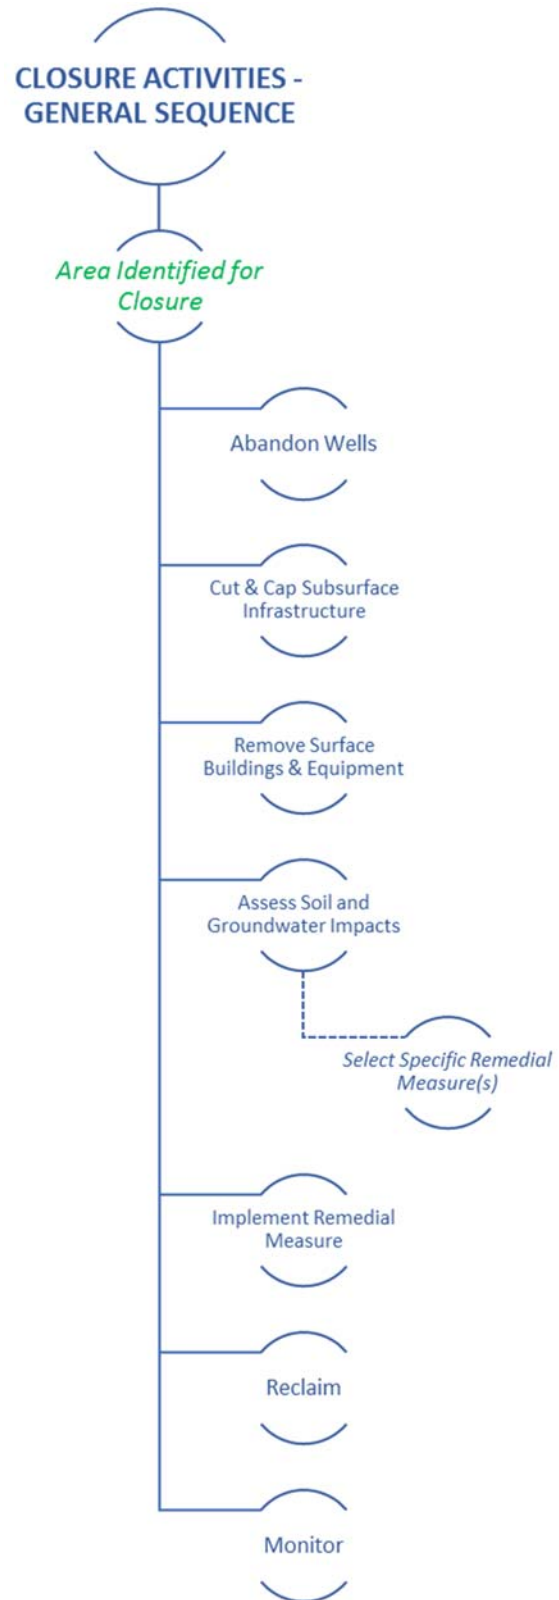 CLOSURE ACTIVITIES -
GENERAL SEQUENCE
Area Identified for
Closure
Abandon Wells
Cut & Cap Subsurface
Infrastructure
Remove Surface
Buildings & Equipment
Assess Soil and
Groundwater Impacts
Select Specific Remedial
Measure(s)
Implement Remedial
Measure
Reclaim
Monitor